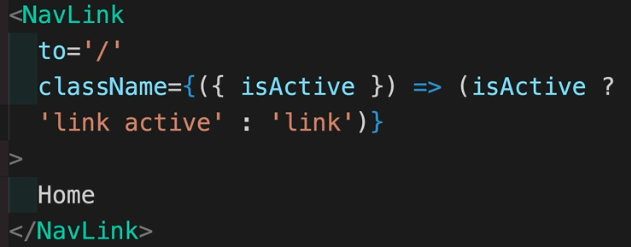 <NavLink
to='/'
className={({ isActive }) => (isActive ?
'link active' : 'link')}
>
Home
</NavLink>